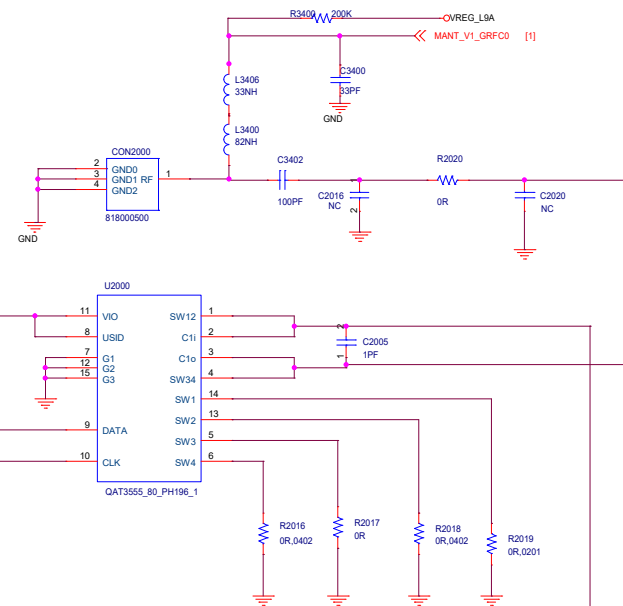 R3400 200K
VREG_L9A
MANT_V1_GRFC0 [1]
C3400
33PF
GND
L3406
33NH
L3400
82NH
CON2000
2 GND0
3 GND1 RF 1
4 GND2
818000500
GND
C3402
100PF
1
C2016
NC
2
R2020
0R
C2020
NC
U2000
11 VIO SW12 1
8 USID C1i 2
7 G1 C1o 3
12 G2
15 G3 SW34 4
SW1 14
SW2 13
9 DATA SW3 5
10 CLK SW4 6
QAT3555_80_PH196_1
2
C2005
1PF
1
R2016
0R,0402
R2017
0R
R2018
0R,0402
R2019
0R,0201